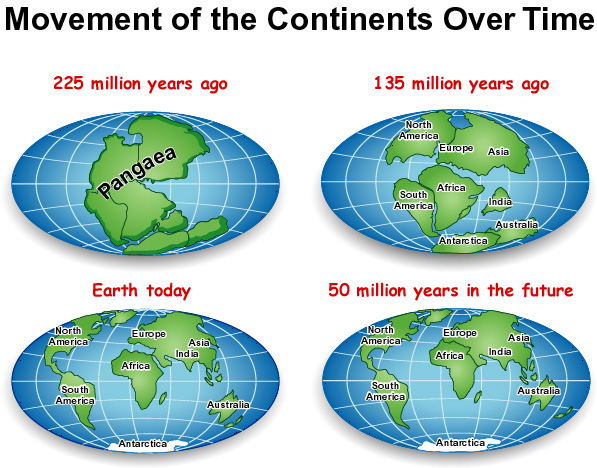 Movement of the Continents Over Time
225 million years ago
Pangaea
135 million years ago
North
America
Europe
Asia
Africa
South
America
India
Australia
Antarctica
Earth today
North
America
Europe
Asia
India
Africa
South
America
Australia
Antarctica
50 million years in the future
North
America
Europe
Asia
India
Africa
South
America
Australia
Antarctica